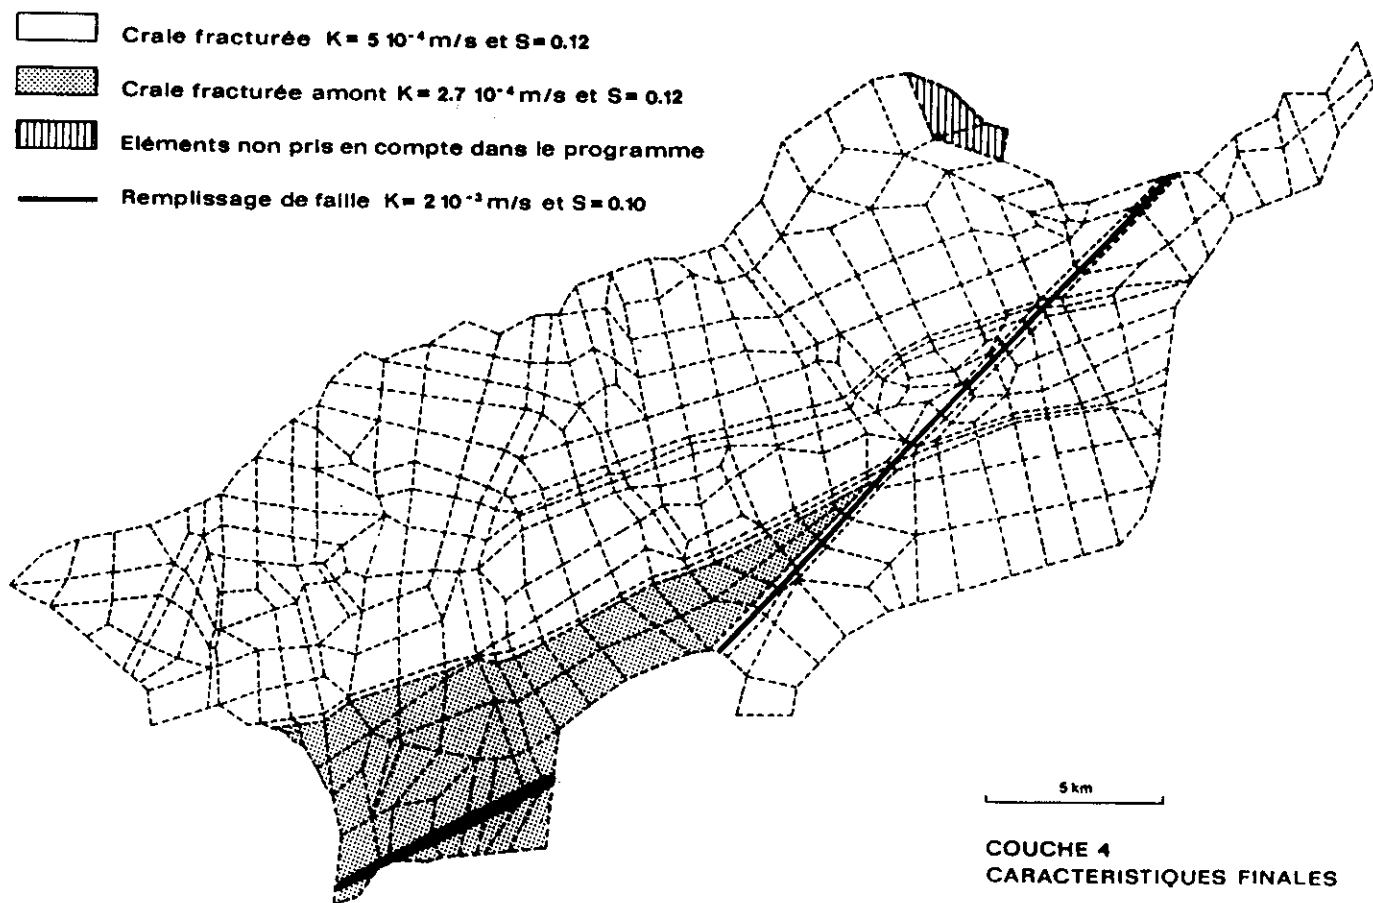 Craie fracturée K= 5 10⁻⁴ m/s et S= 0.12
Craie fracturée amont K= 2.7 10⁻⁴ m/s et S= 0.12
Eléments non pris en compte dans le programme
Remplissage de faille K= 2 10⁻³ m/s et S= 0.10
5 km
COUCHE 4
CARACTERISTIQUES FINALES